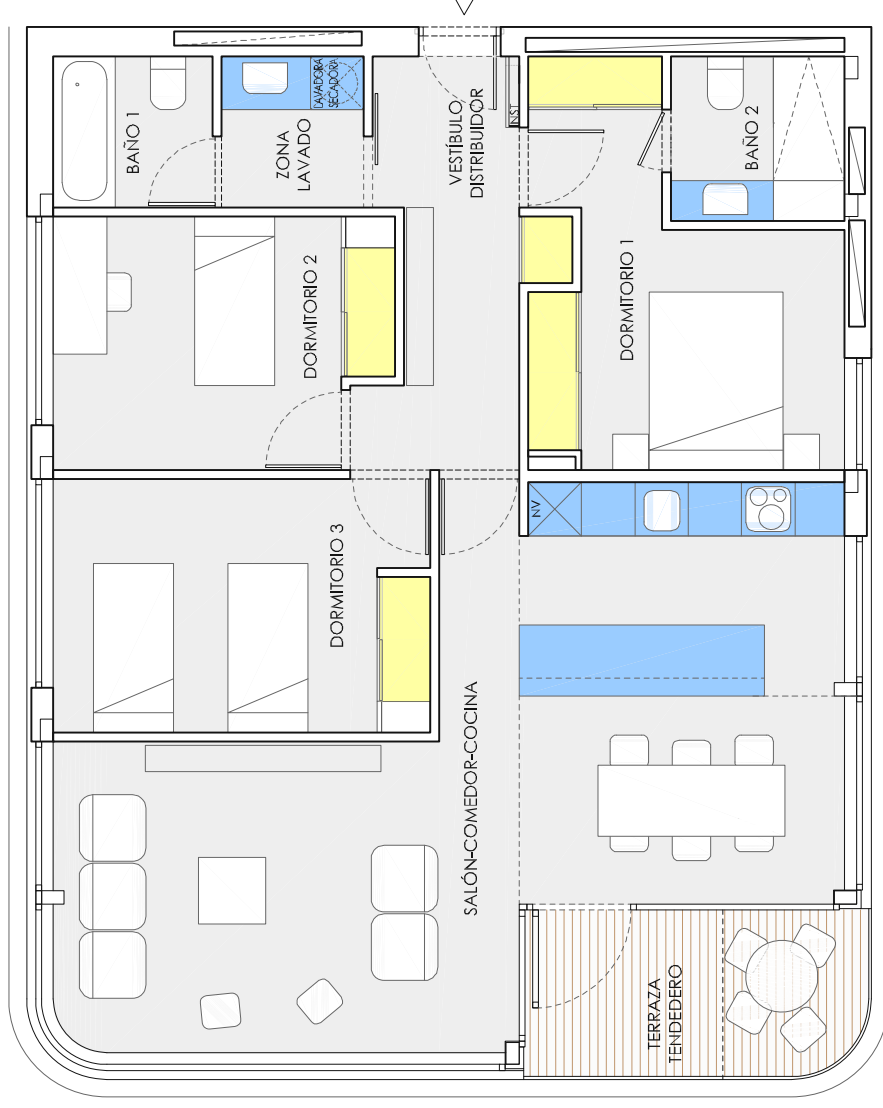 BAÑO 1
ZONA
LAVADO
LAVADORA
SECADORA
VESTÍBULO
DISTRIBUIDOR
INST
BAÑO 2
DORMITORIO 2
DORMITORIO 1
DORMITORIO 3
NV
SALÓN-COMEDOR-COCINA
TERRAZA
TENDEDERO